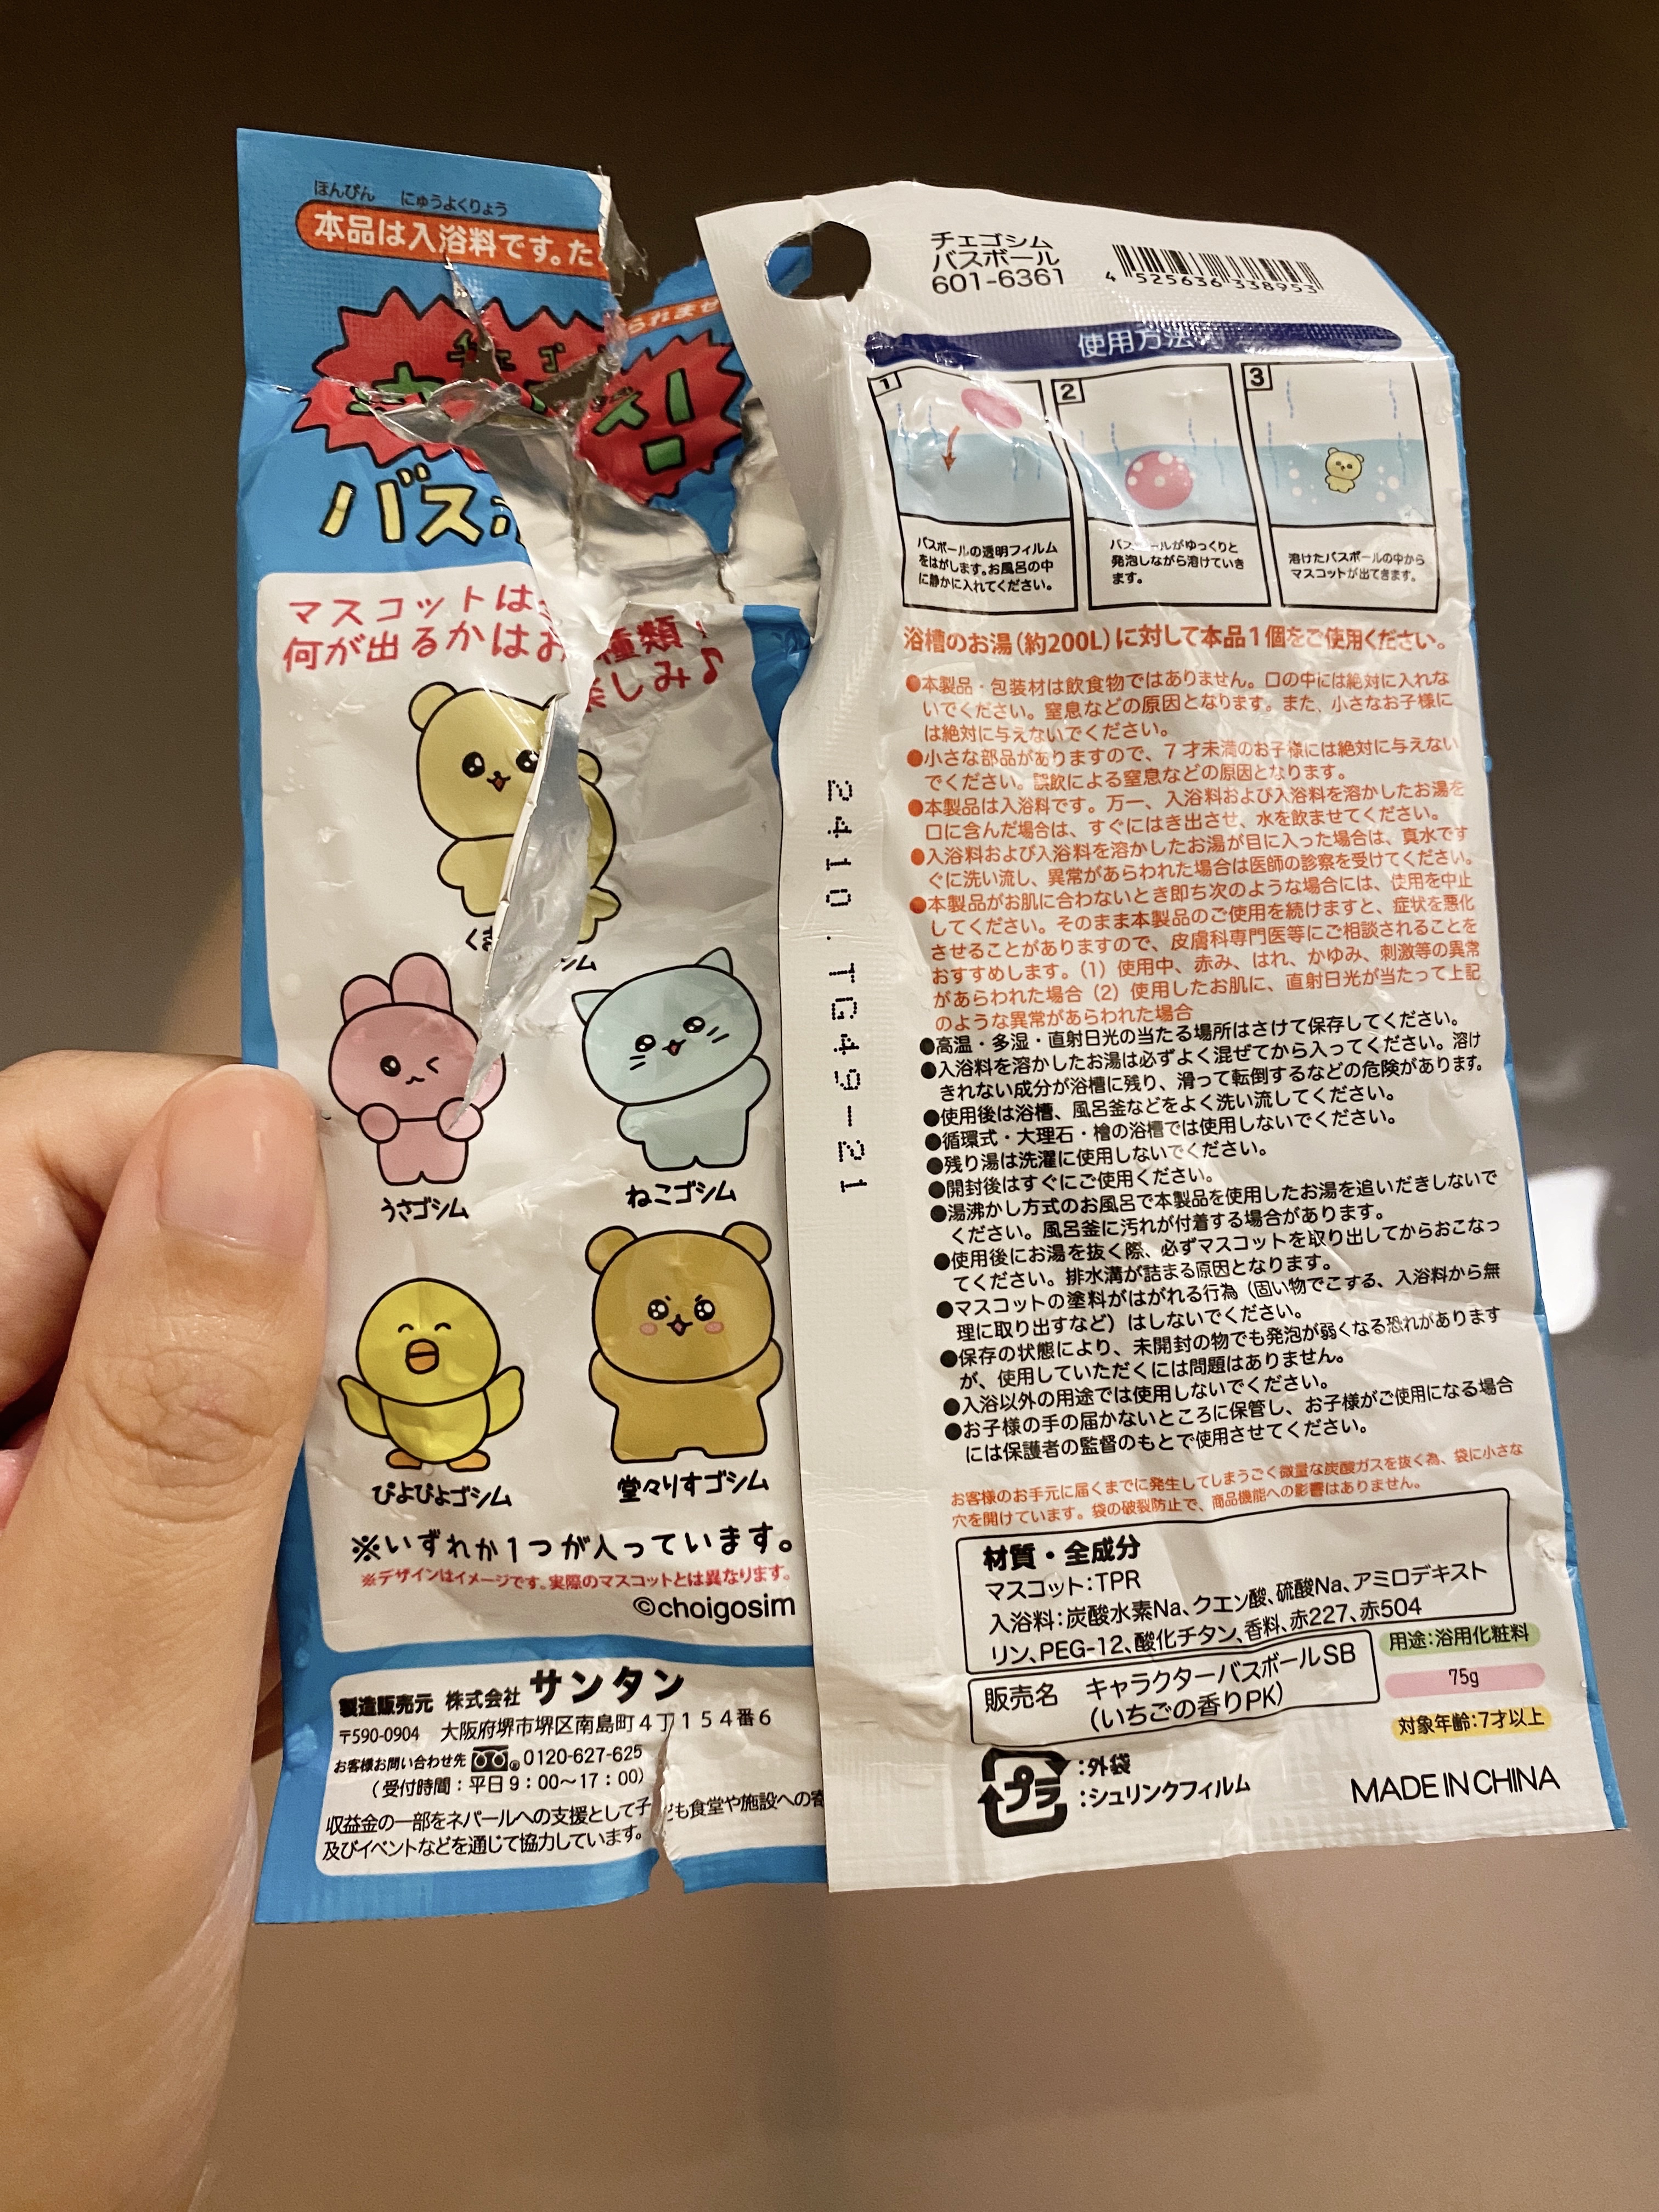 ほんぴん にゅうよくりょう
本品は入浴料です。た
られませ
チェゴ
バス
マスコットは
種類!
何が出るかはお
楽しみ♪
うさゴシム
ねこゴシム
ぴよぴよゴシム
堂々りすゴシム
※いずれか1つが入っています。
※デザインはイメージです。実際のマスコットとは異なります。
©choigosim
製造販売元 株式会社 サンタン
〒590-0904 大阪府堺市堺区南島町4丁154番6
お客様お問い合わせ先 0120-627-625
(受付時間:平日9:00〜17:00)
収益金の一部をネパールへの支援として子ども食堂や施設への寄
及びイベントなどを通じて協力しています。
2410.TG49-21
チェゴシム
バスボール
601-6361
4 525636 338953
使用方法
1
2
3
バスボールの透明フィルム
をはがします。お風呂の中
に静かに入れてください。
バスボールがゆっくりと
発泡しながら溶けていき
ます。
溶けたバスボールの中から
マスコットが出てきます。
浴槽のお湯(約200L)に対して本品1個をご使用ください。
●本製品・包装材は飲食物ではありません。口の中には絶対に入れな
いでください。窒息などの原因となります。また、小さなお子様に
は絶対に与えないでください。
●小さな部品がありますので、7才未満のお子様には絶対に与えない
でください。誤飲による窒息などの原因となります。
●本製品は入浴料です。万一、入浴料および入浴料を溶かしたお湯を
口に含んだ場合は、すぐにはき出させ、水を飲ませてください。
●入浴料および入浴料を溶かしたお湯が目に入った場合は、真水です
ぐに洗い流し、異常があらわれた場合は医師の診察を受けてください。
●本製品がお肌に合わないとき即ち次のような場合には、使用を中止
してください。そのまま本製品のご使用を続けますと、症状を悪化
させることがありますので、皮膚科専門医等にご相談されることを
おすすめします。(1)使用中、赤み、はれ、かゆみ、刺激等の異常
があらわれた場合(2)使用したお肌に、直射日光が当たって上記
のような異常があらわれた場合
●高温・多湿・直射日光の当たる場所はさけて保存してください。
●入浴料を溶かしたお湯は必ずよく混ぜてから入ってください。溶け
きれない成分が浴槽に残り、滑って転倒するなどの危険があります。
●使用後は浴槽、風呂釜などをよく洗い流してください。
●循環式・大理石・檜の浴槽では使用しないでください。
●残り湯は洗濯に使用しないでください。
●開封後はすぐにご使用ください。
●湯沸かし方式のお風呂で本製品を使用したお湯を追いだきしないで
ください。風呂釜に汚れが付着する場合があります。
●使用後にお湯を抜く際、必ずマスコットを取り出してからおこなっ
てください。排水溝が詰まる原因となります。
●マスコットの塗料がはがれる行為(固い物でこする、入浴料から無
理に取り出すなど)はしないでください。
●保存の状態により、未開封の物でも発泡が弱くなる恐れがあります
が、使用していただくには問題はありません。
●入浴以外の用途では使用しないでください。
●お子様の手の届かないところに保管し、お子様がご使用になる場合
には保護者の監督のもとで使用させてください。
お客様のお手元に届くまでに発生してしまうごく微量な炭酸ガスを抜く為、袋に小さな
穴を開けています。袋の破裂防止で、商品機能への影響はありません。
材質・全成分
マスコット:TPR
入浴料:炭酸水素Na、クエン酸、硫酸Na、アミロデキスト
リン、PEG-12、酸化チタン、香料、赤227、赤504
販売名 キャラクターバスボールSB
(いちごの香りPK)
用途:浴用化粧料
75g
対象年齢:7才以上
プラ
:外袋
:シュリンクフィルム
MADE IN CHINA